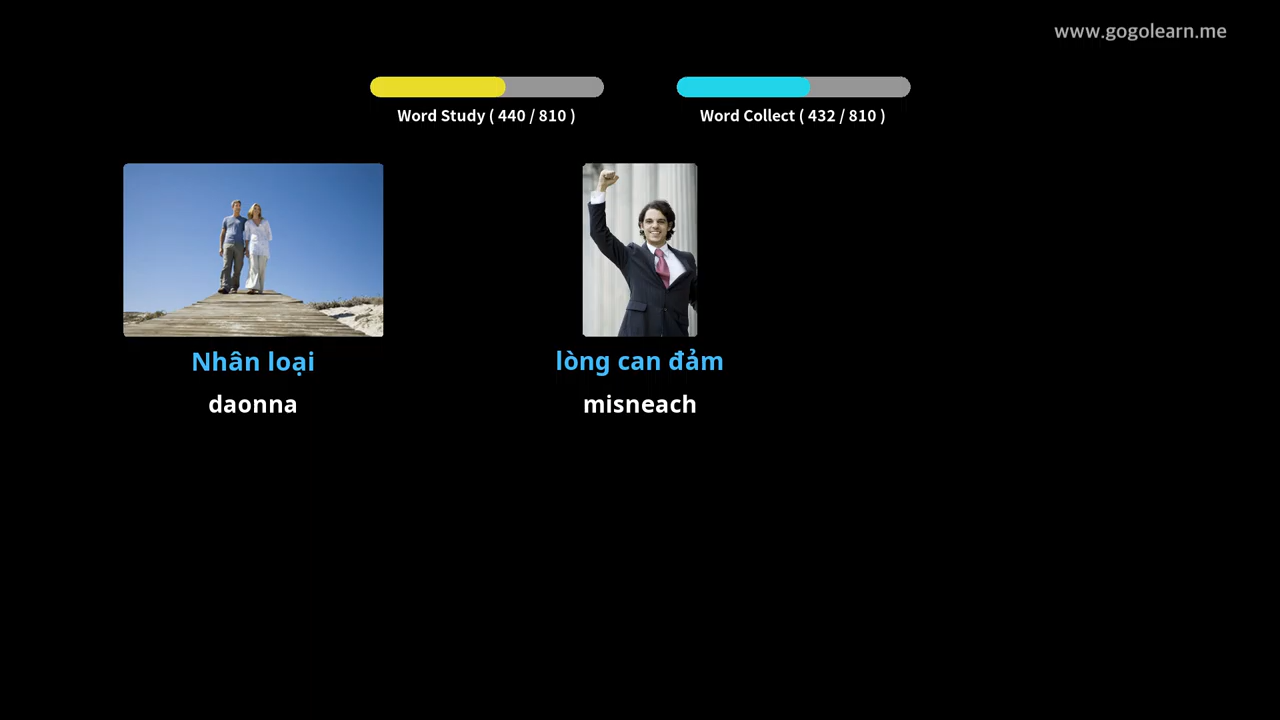 www.gogolearn.me
Word Study ( 440 / 810 )
Word Collect ( 432 / 810 )
Nhân loại
daonna
lòng can đảm
misneach